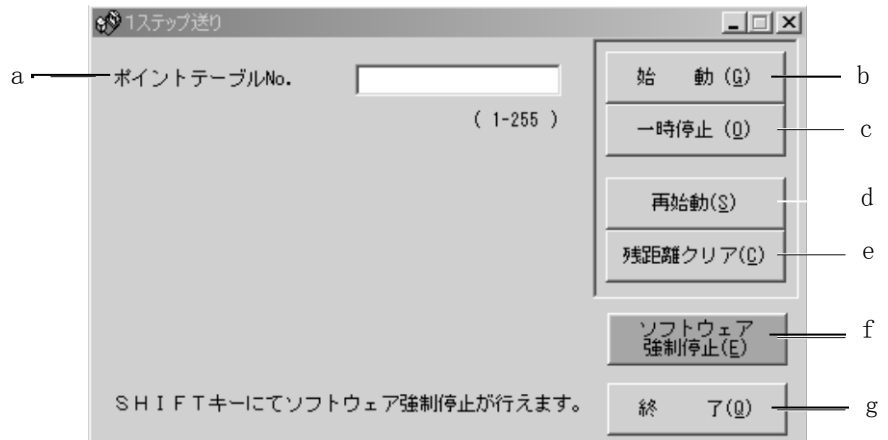 1ステップ送り
a
ポイントテーブルNo.
( 1-255 )
始 動 (G)
b
一時停止 (O)
c
再始動(S)
d
残距離クリア(C)
e
ソフトウェア
強制停止(E)
f
SHIFTキーにてソフトウェア強制停止が行えます。
終 了(Q)
g